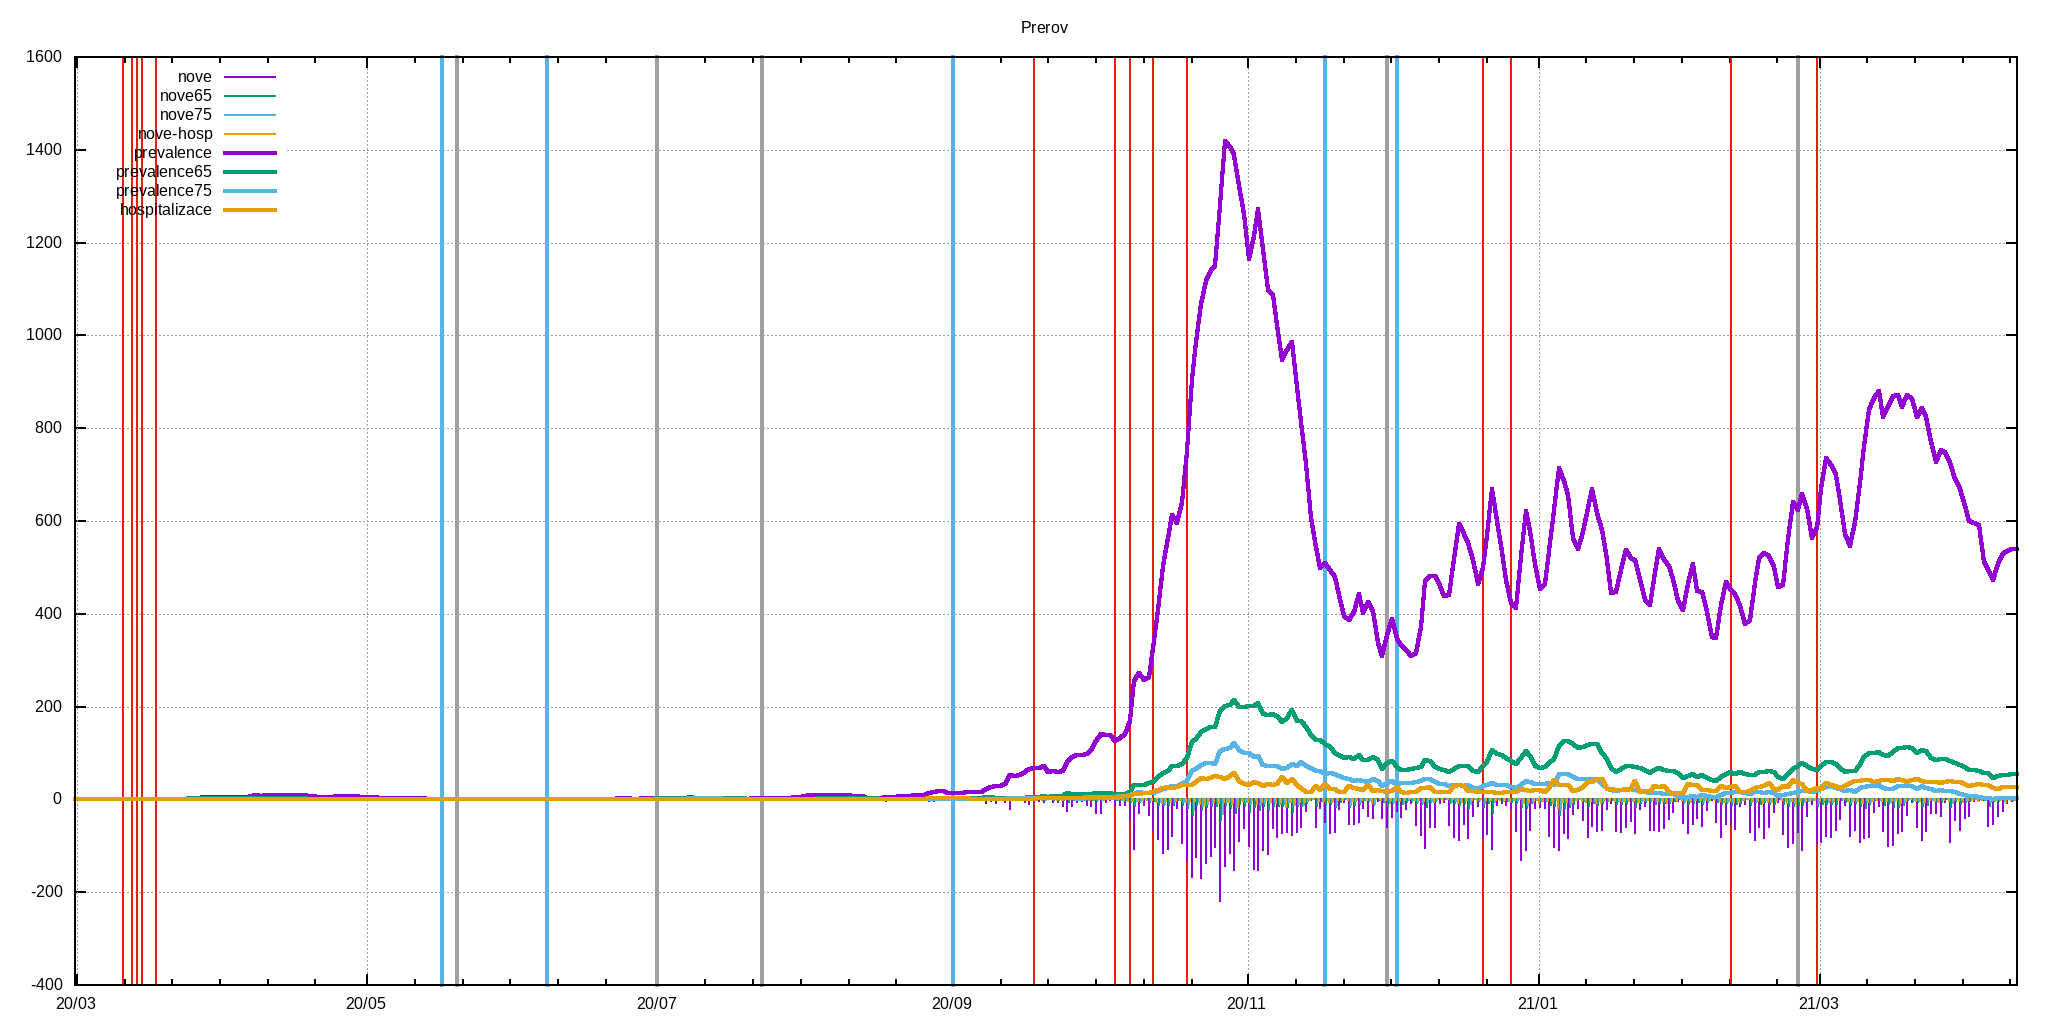 Prerov
1600
1400
1200
1000
800
600
400
200
0
-200
-400
nove
nove65
nove75
nove-hosp
prevalence
prevalence65
prevalence75
hospitalizace
20/03 20/05 20/07 20/09 20/11 21/01 21/03